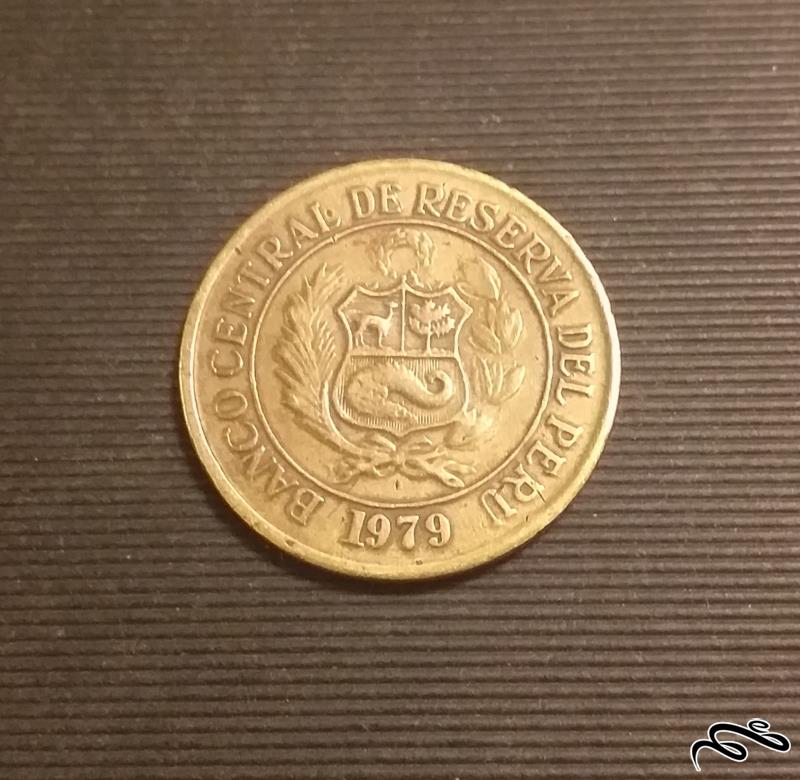 BANCO CENTRAL DE RESERVA DEL PERU
1979